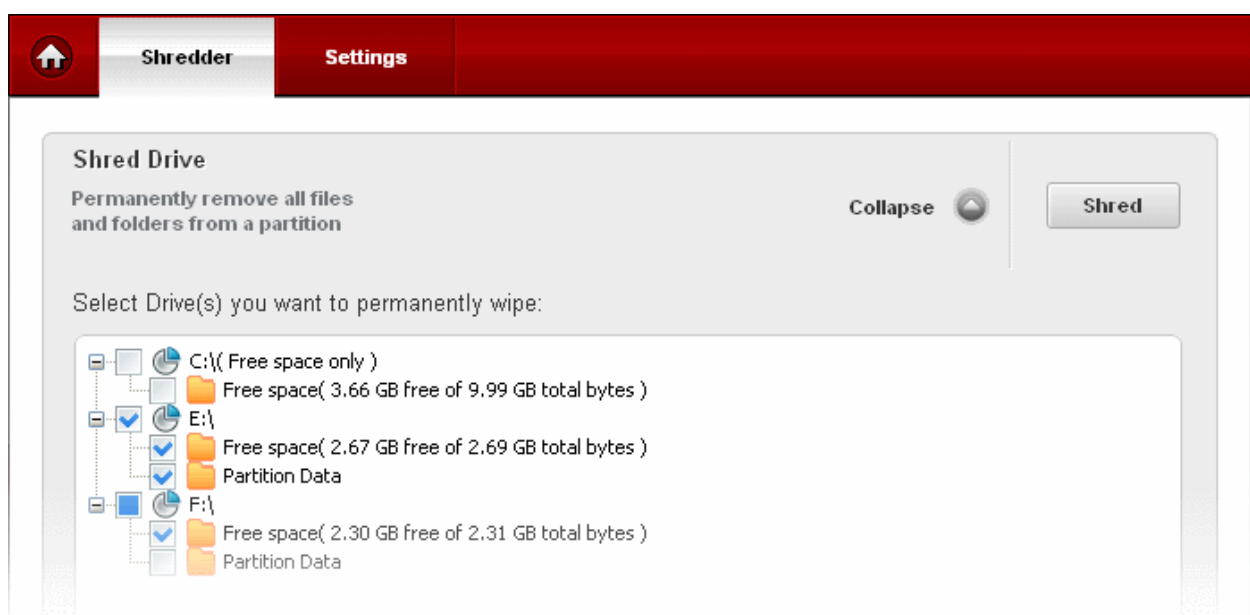 Shredder
Settings
Shred Drive
Permanently remove all files
and folders from a partition
Collapse
Shred
Select Drive(s) you want to permanently wipe:
C:\( Free space only )
Free space( 3.66 GB free of 9.99 GB total bytes )
E:\
Free space( 2.67 GB free of 2.69 GB total bytes )
Partition Data
F:\
Free space( 2.30 GB free of 2.31 GB total bytes )
Partition Data